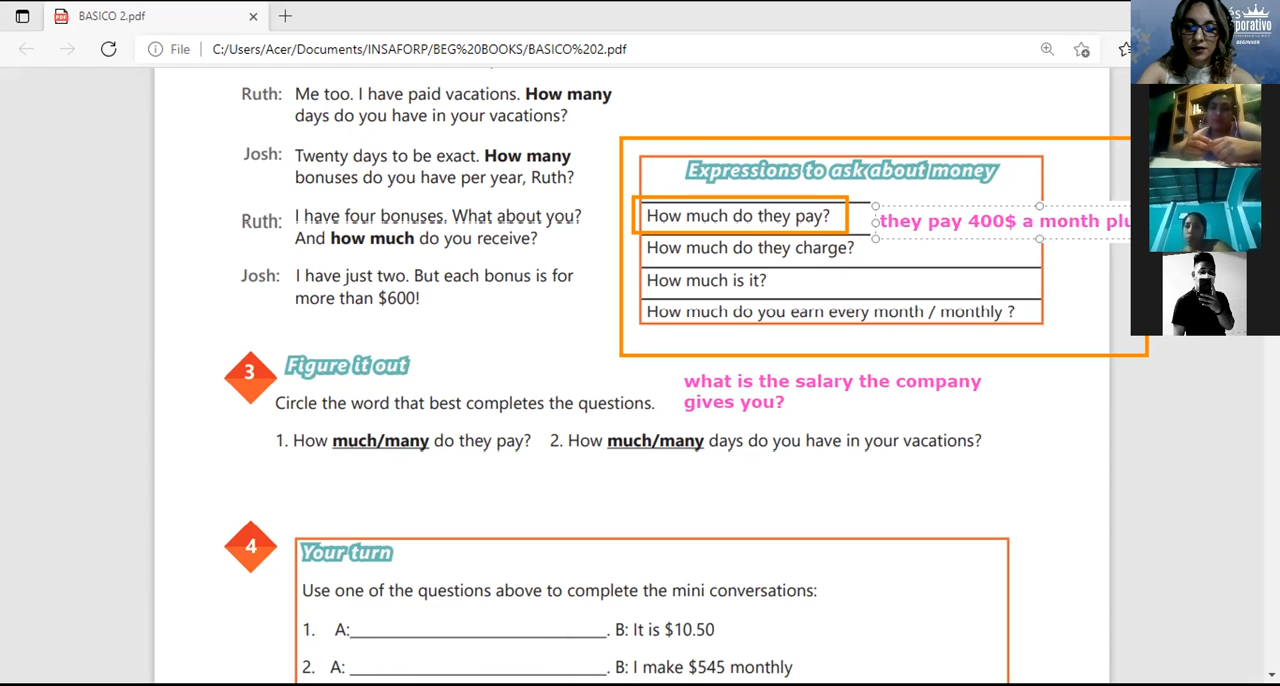 BASICO 2.pdf
File
C:/Users/Acer/Documents/INSAFORP/BEG%20BOOKS/BASICO%202.pdf
Ruth: Me too. I have paid vacations. How many
days do you have in your vacations?
Josh: Twenty days to be exact. How many
bonuses do you have per year, Ruth?
Ruth: I have four bonuses. What about you?
And how much do you receive?
Josh: I have just two. But each bonus is for
more than $600!
Expressions to ask about money
How much do they pay?
they pay 400$ a month plu
How much do they charge?
How much is it?
How much do you earn every month / monthly ?
what is the salary the company
gives you?
3 Figure it out
Circle the word that best completes the questions.
1. How much/many do they pay? 2. How much/many days do you have in your vacations?
4 Your turn
Use one of the questions above to complete the mini conversations:
1. A:____________________________. B: It is $10.50
2. A: ____________________________. B: I make $545 monthly
BEGINNER